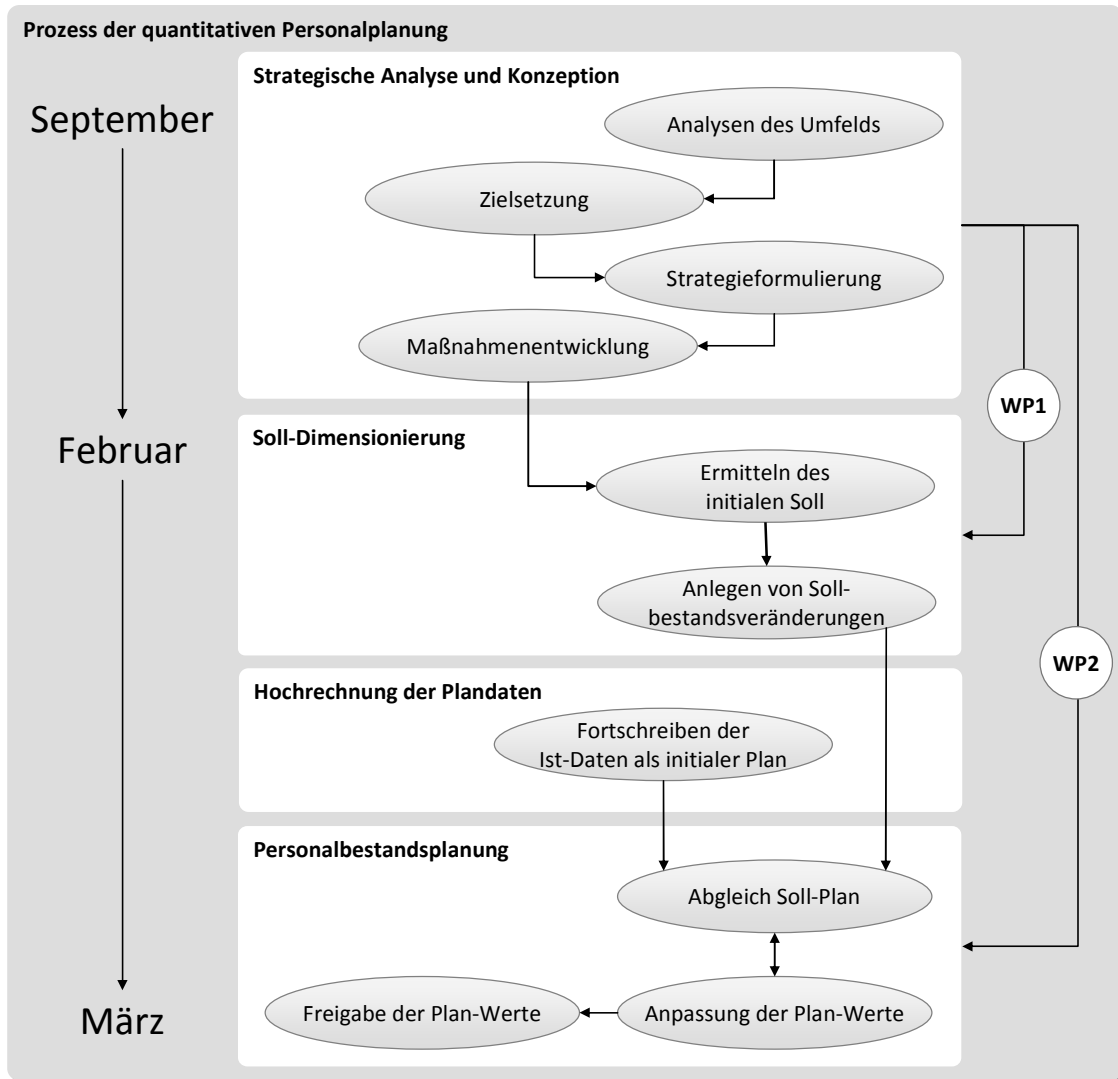 Prozess der quantitativen Personalplanung
Strategische Analyse und Konzeption
September
Analysen des Umfelds
Zielsetzung
Strategieformulierung
Maßnahmenentwicklung
WP1
Februar
Soll-Dimensionierung
Ermitteln des
initialen Soll
Anlegen von Soll-
bestandsveränderungen
WP2
Hochrechnung der Plandaten
Fortschreiben der
Ist-Daten als initialer Plan
Personalbestandsplanung
Abgleich Soll-Plan
März
Freigabe der Plan-Werte
Anpassung der Plan-Werte